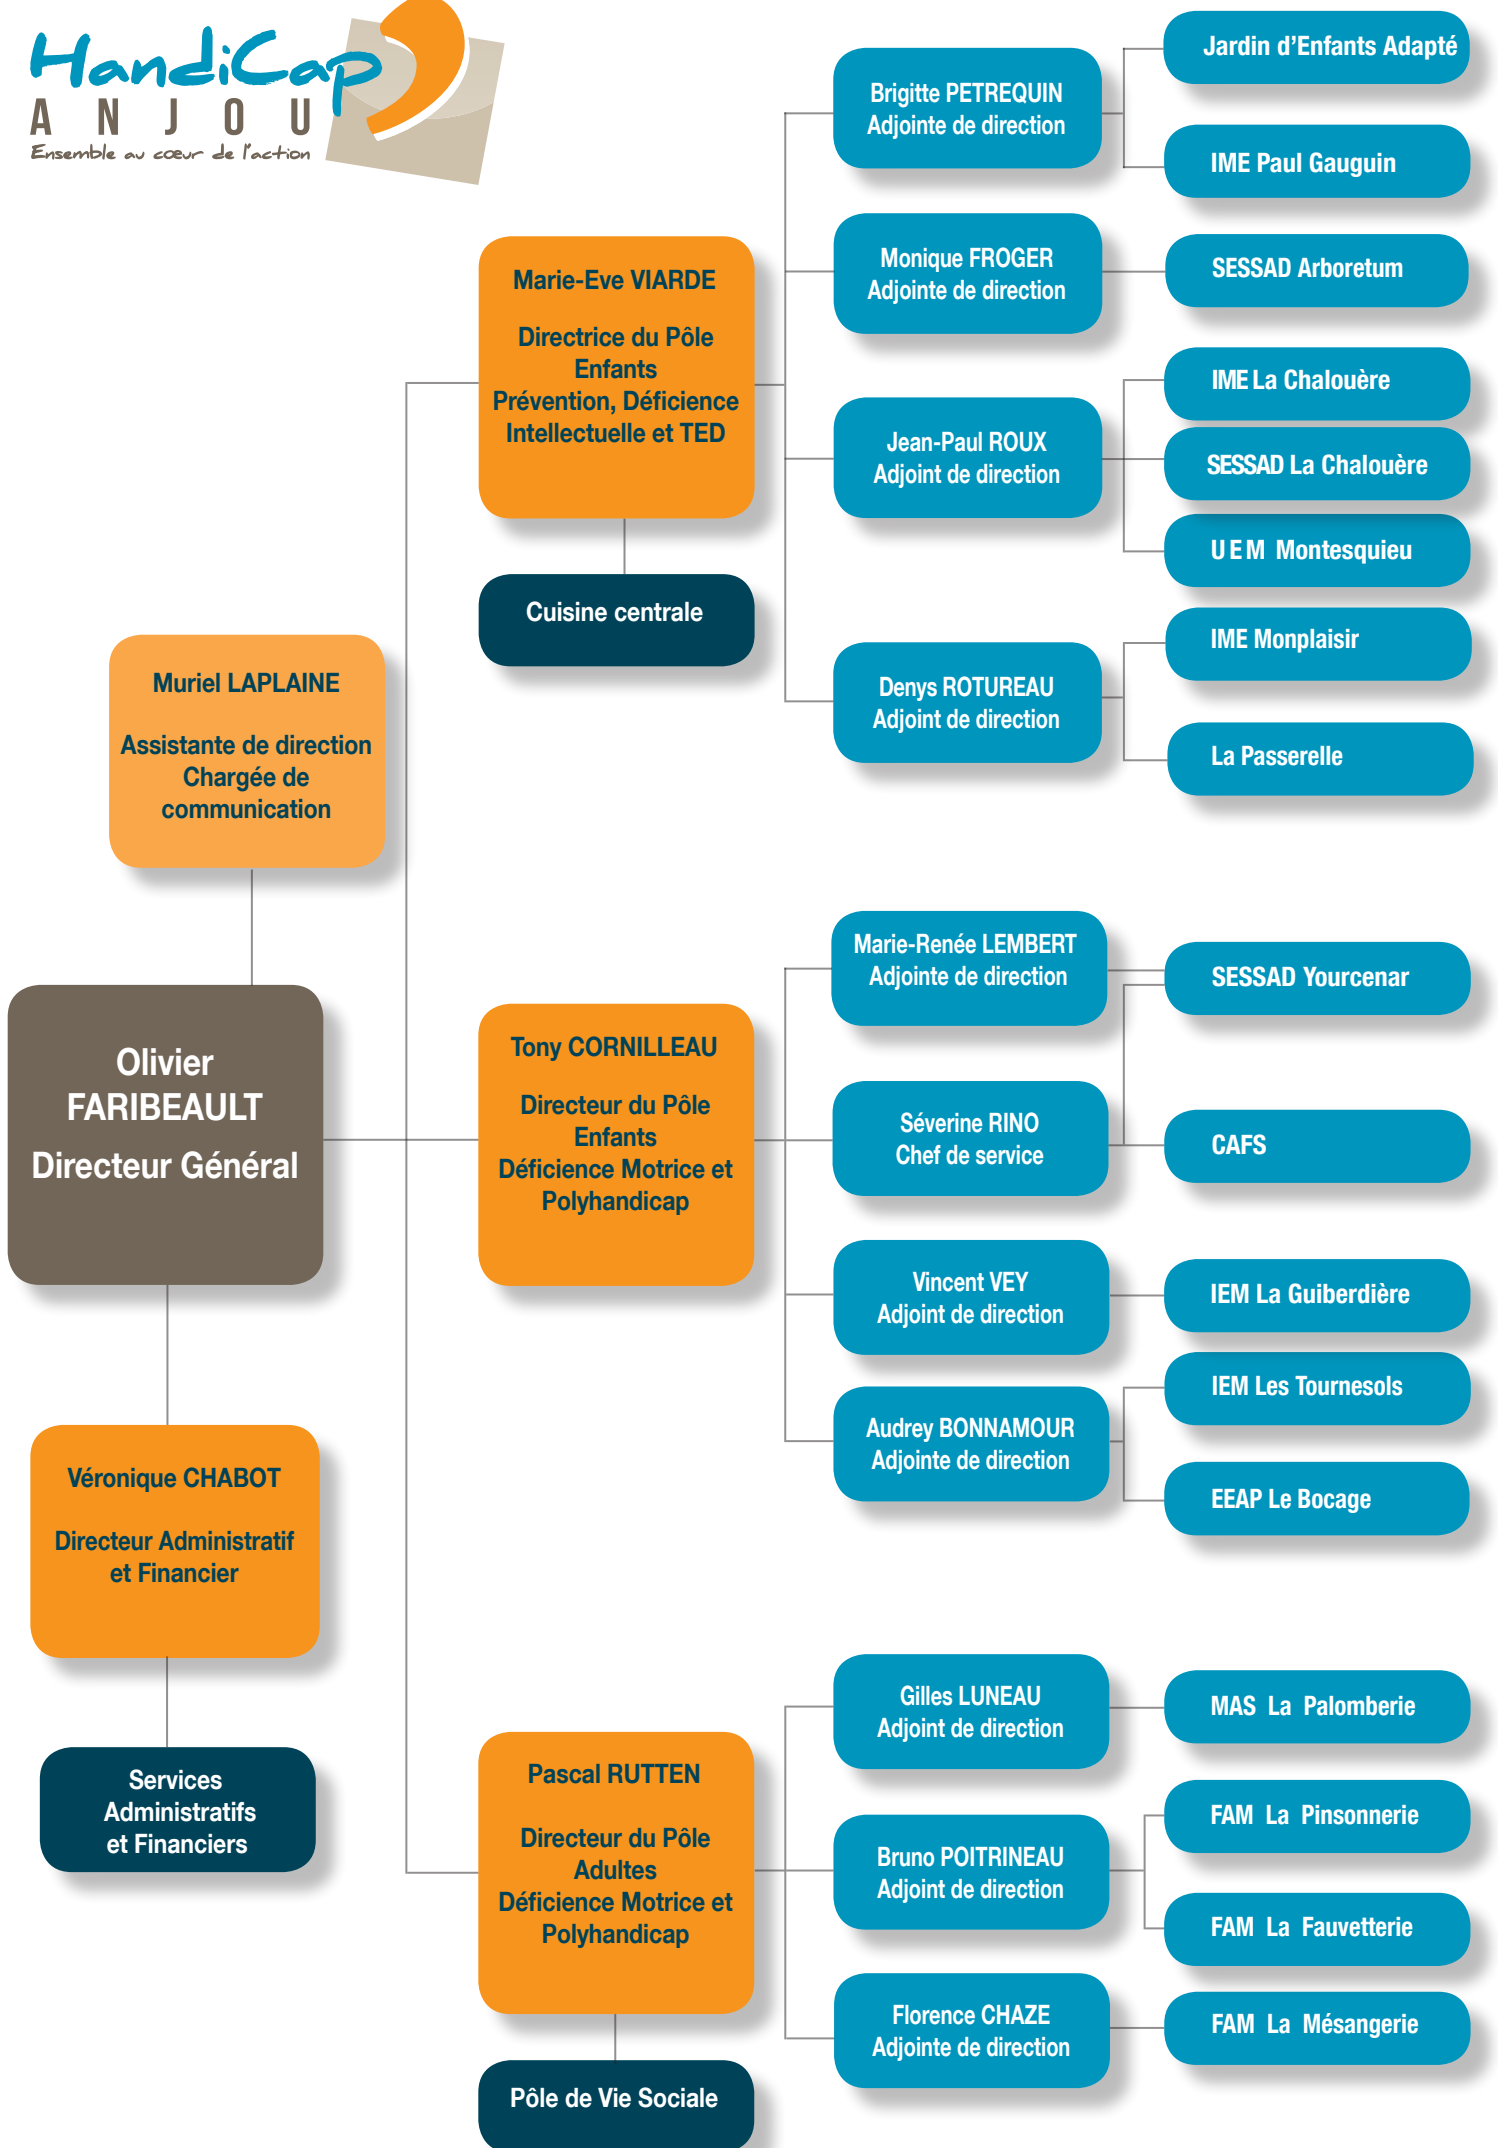 HandiCap
ANJOU
Ensemble au cœur de l'action
Muriel LAPLAINE
Assistante de direction
Chargée de
communication
Olivier
FARIBEAULT
Directeur Général
Véronique CHABOT
Directeur Administratif
et Financier
Services
Administratifs
et Financiers
Marie-Eve VIARDE
Directrice du Pôle
Enfants
Prévention, Déficience
Intellectuelle et TED
Cuisine centrale
Brigitte PETREQUIN
Adjointe de direction
Jardin d'Enfants Adapté
IME Paul Gauguin
Monique FROGER
Adjointe de direction
SESSAD Arboretum
Jean-Paul ROUX
Adjoint de direction
IME La Chalouère
SESSAD La Chalouère
UEM Montesquieu
Denys ROTUREAU
Adjoint de direction
IME Monplaisir
La Passerelle
Tony CORNILLEAU
Directeur du Pôle
Enfants
Déficience Motrice et
Polyhandicap
Marie-Renée LEMBERT
Adjointe de direction
SESSAD Yourcenar
Séverine RINO
Chef de service
CAFS
Vincent VEY
Adjoint de direction
IEM La Guiberdière
Audrey BONNAMOUR
Adjointe de direction
IEM Les Tournesols
EEAP Le Bocage
Pascal RUTTEN
Directeur du Pôle
Adultes
Déficience Motrice et
Polyhandicap
Pôle de Vie Sociale
Gilles LUNEAU
Adjoint de direction
MAS La Palomberie
Bruno POITRINEAU
Adjoint de direction
FAM La Pinsonnerie
FAM La Fauvetterie
Florence CHAZE
Adjointe de direction
FAM La Mésangerie